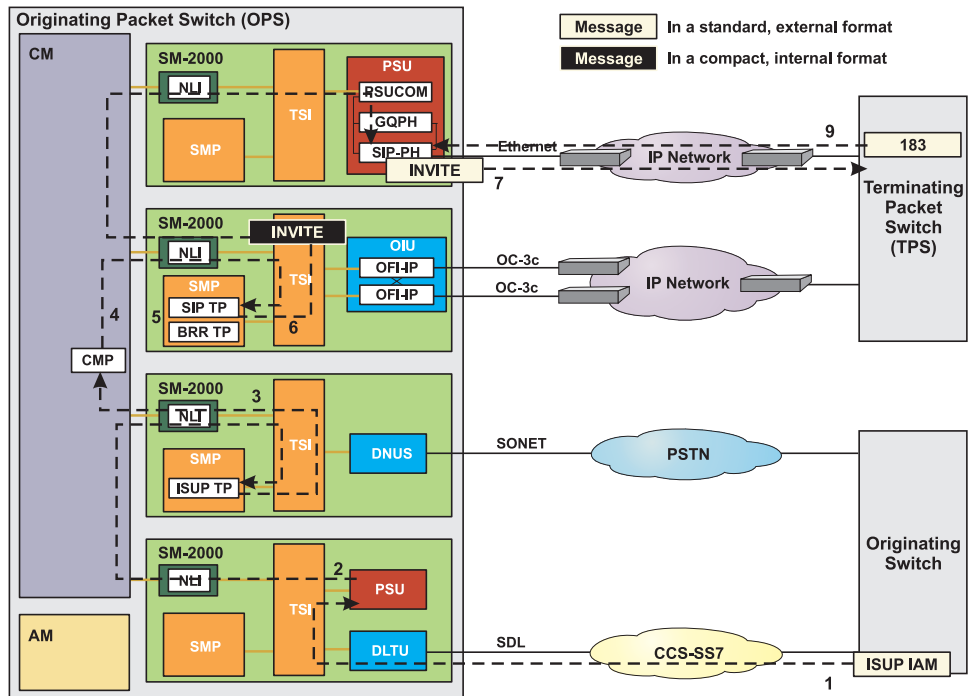 Originating Packet Switch (OPS)
Message In a standard, external format
Message In a compact, internal format
CM
SM-2000
NLI
TSI
SMP
PSU
PSUCOM
GQPH
SIP-PH
INVITE
Ethernet
7
IP Network
9
183
Terminating
Packet
Switch
(TPS)
SM-2000
INVITE
NLI
TSI
OIU
OFI-IP
OFI-IP
OC-3c
OC-3c
IP Network
SMP
SIP TP
BRR TP
4
5
6
CMP
SM-2000
NLI
3
TSI
SMP
ISUP TP
DNUS
SONET
PSTN
Originating
Switch
SM-2000
NLI
2
TSI
PSU
SMP
DLTU
SDL
CCS-SS7
ISUP IAM
1
AM